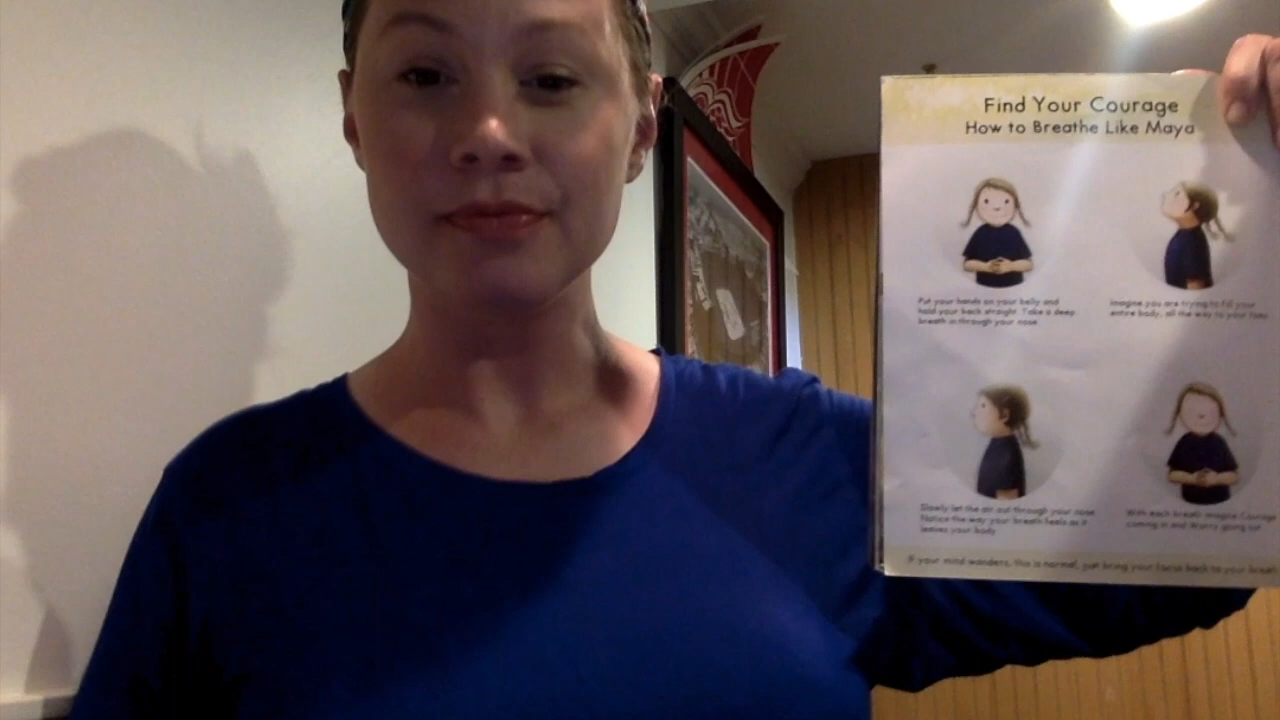 Find Your Courage
How to Breathe Like Maya
Put your hands on your belly and
hold your back straight. Take a deep
breath in through your nose.
Imagine you are trying to fill your
entire body, all the way to your toes.
Slowly let the air out through your nose.
Notice the way your breath feels as it
leaves your body.
With each breath imagine Courage
coming in and Worry going out.
If your mind wanders, this is normal, just bring your focus back to your breath